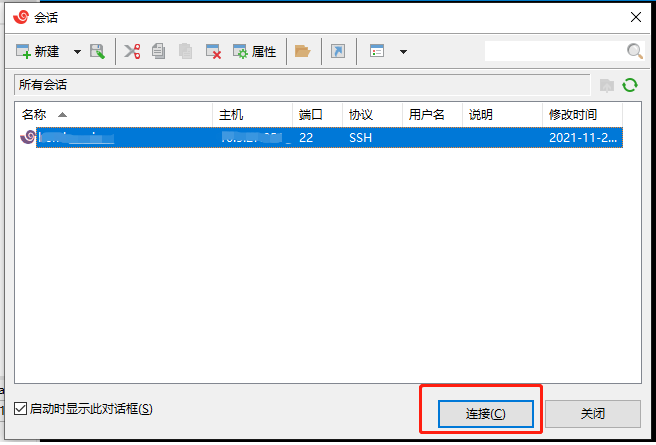 会话
新建 属性
所有会话
名称 主机 端口 协议 用户名 说明 修改时间
22 SSH 2021-11-2...
启动时显示此对话框(S)
连接(C) 关闭